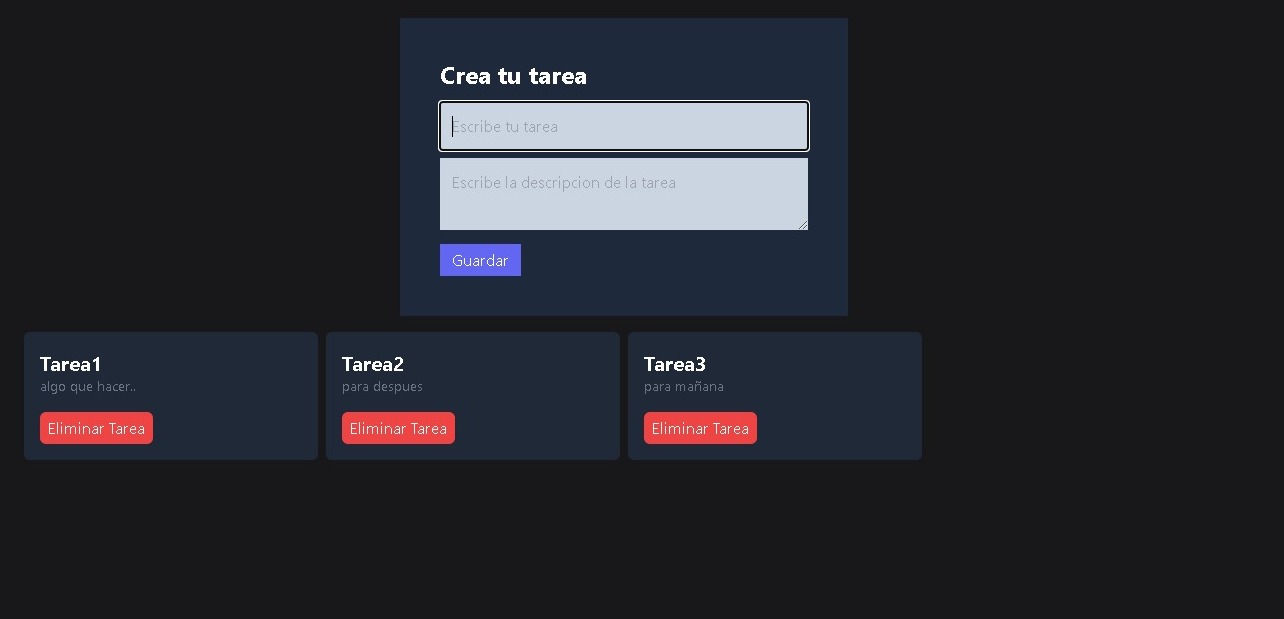 Crea tu tarea
Escribe tu tarea
Escribe la descripcion de la tarea
Guardar
Tarea1
algo que hacer..
Eliminar Tarea
Tarea2
para despues
Eliminar Tarea
Tarea3
para mañana
Eliminar Tarea